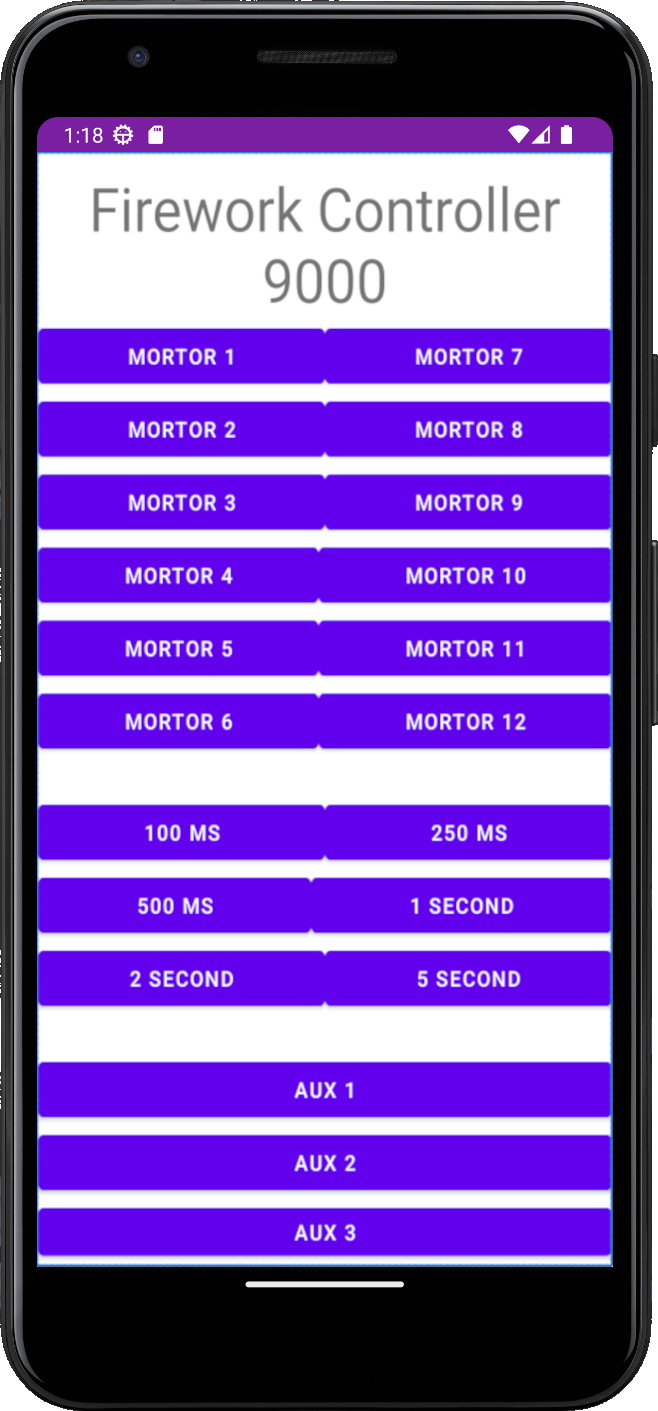 1:18
Firework Controller
9000
MORTOR 1 MORTOR 7
MORTOR 2 MORTOR 8
MORTOR 3 MORTOR 9
MORTOR 4 MORTOR 10
MORTOR 5 MORTOR 11
MORTOR 6 MORTOR 12
100 MS 250 MS
500 MS 1 SECOND
2 SECOND 5 SECOND
AUX 1
AUX 2
AUX 3